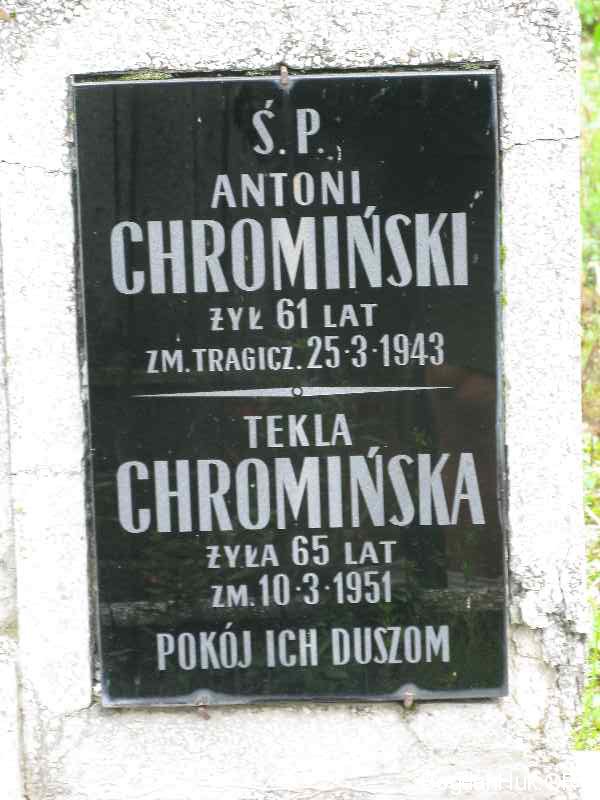 Ś. P.
ANTONI
CHROMIŃSKI
ŻYŁ 61 LAT
ZM. TRAGICZ. 25·3·1943
TEKLA
CHROMIŃSKA
ŻYŁA 65 LAT
ZM. 10·3·1951
POKÓJ ICH DUSZOM